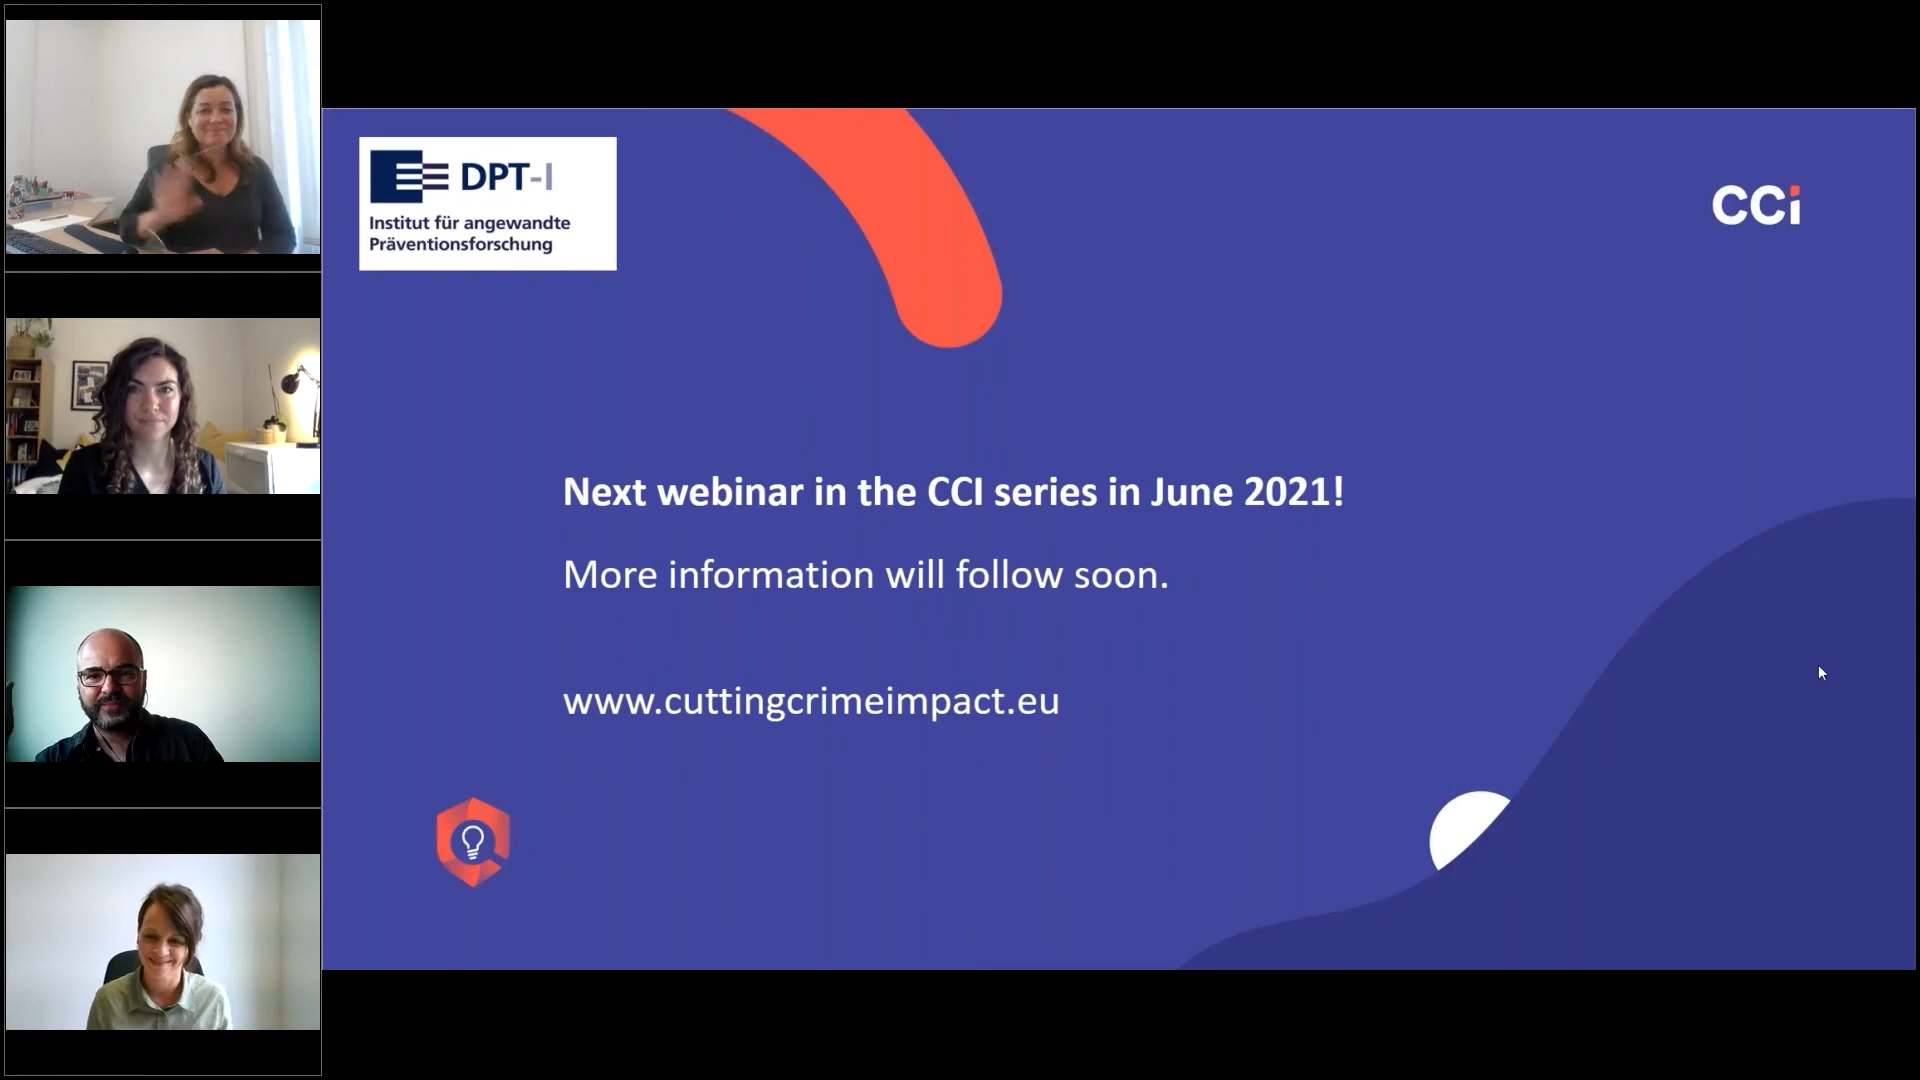 DPT-I
Institut für angewandte
Präventionsforschung
CCi
Next webinar in the CCI series in June 2021!
More information will follow soon.
www.cuttingcrimeimpact.eu